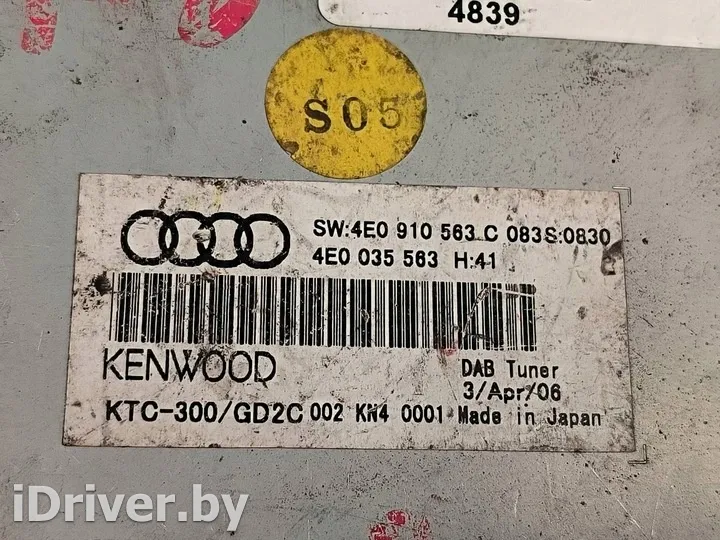 4839
S05
SW:4E0 910 563 C 083S:0830
4E0 035 563 H:41
KENWOOD
DAB Tuner
3/Apr/06
KTC-300/GD2C 002 KN4 0001 Made in Japan
iDriver.by